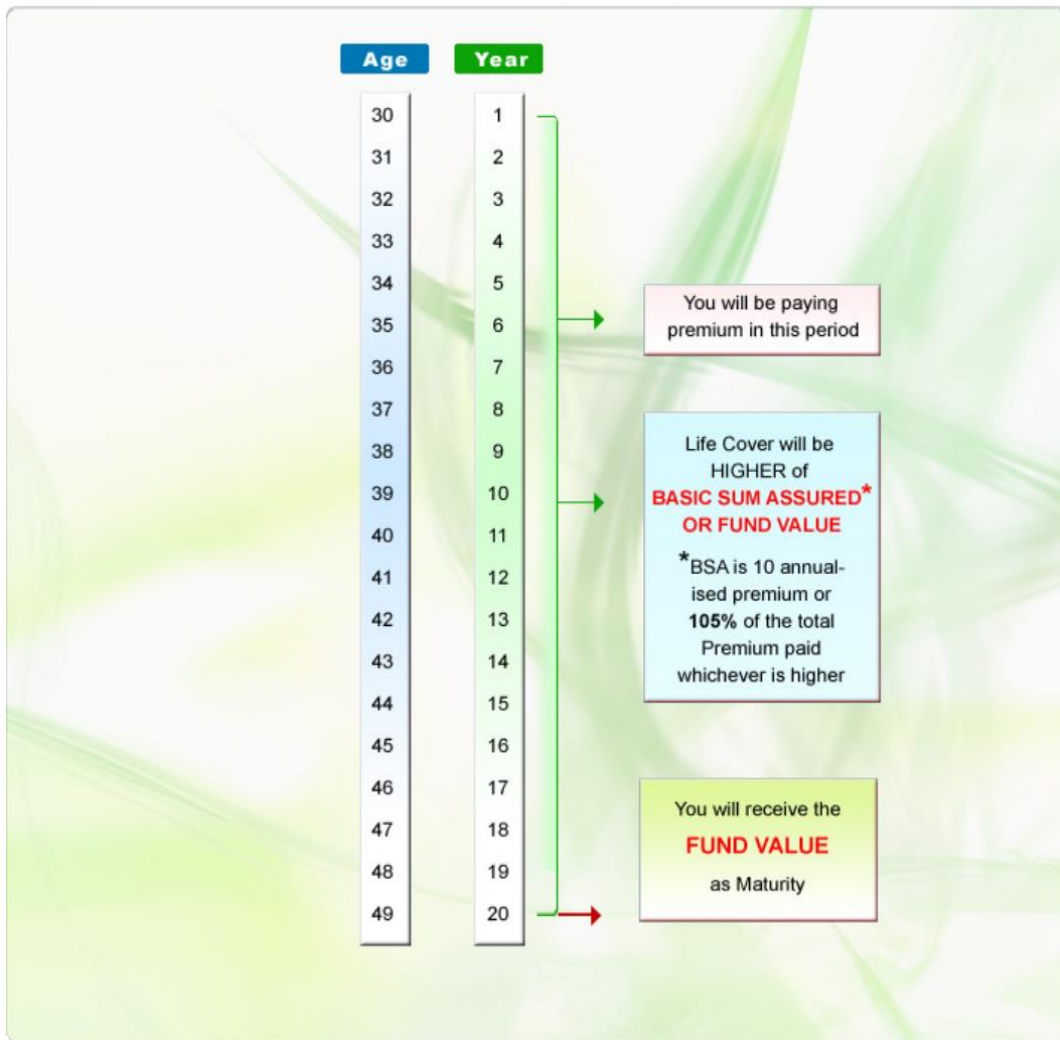 Age Year
30 1
31 2
32 3
33 4
34 5
35 6
36 7
37 8
38 9
39 10
40 11
41 12
42 13
43 14
44 15
45 16
46 17
47 18
48 19
49 20
You will be paying
premium in this period
Life Cover will be
HIGHER of
BASIC SUM ASSURED*
OR FUND VALUE
*BSA is 10 annual-
ised premium or
105% of the total
Premium paid
whichever is higher
You will receive the
FUND VALUE
as Maturity